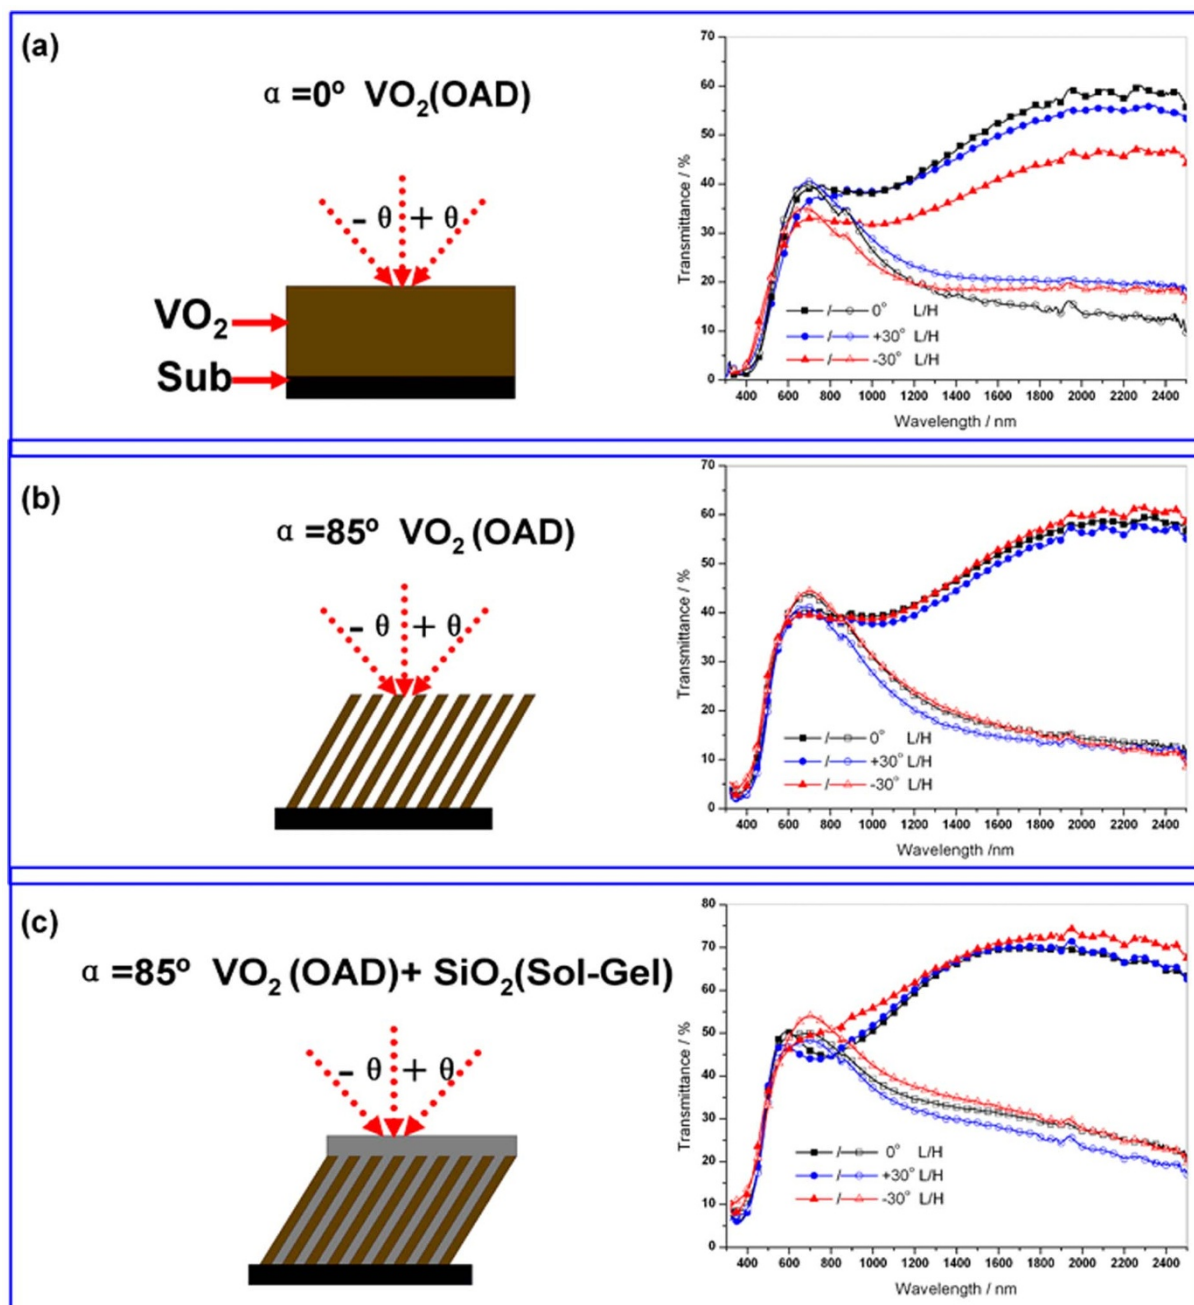 (a)
α =0° VO₂(OAD)
- θ + θ
VO₂
Sub
70
60
50
40
30
20
10
0
Transmittance / %
/ 0° L/H
/ +30° L/H
/ -30° L/H
400 600 800 1000 1200 1400 1600 1800 2000 2200 2400
Wavelength / nm
(b)
α =85° VO₂ (OAD)
- θ + θ
70
60
50
40
30
20
10
0
Transmittance / %
/ 0° L/H
/ +30° L/H
/ -30° L/H
400 600 800 1000 1200 1400 1600 1800 2000 2200 2400
Wavelength /nm
(c)
α =85° VO₂ (OAD)+ SiO₂(Sol-Gel)
- θ + θ
80
70
60
50
40
30
20
10
0
Transmittance / %
/ 0° L/H
/ +30° L/H
/ -30° L/H
400 600 800 1000 1200 1400 1600 1800 2000 2200 2400
Wavelength / nm